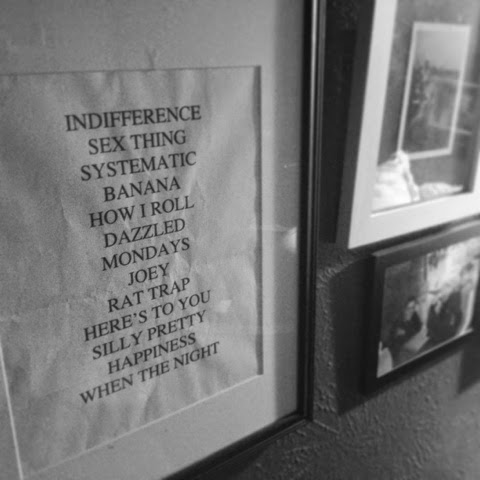 INDIFFERENCE
SEX THING
SYSTEMATIC
BANANA
HOW I ROLL
DAZZLED
MONDAYS
JOEY
RAT TRAP
HERE'S TO YOU
SILLY PRETTY
HAPPINESS
WHEN THE NIGHT